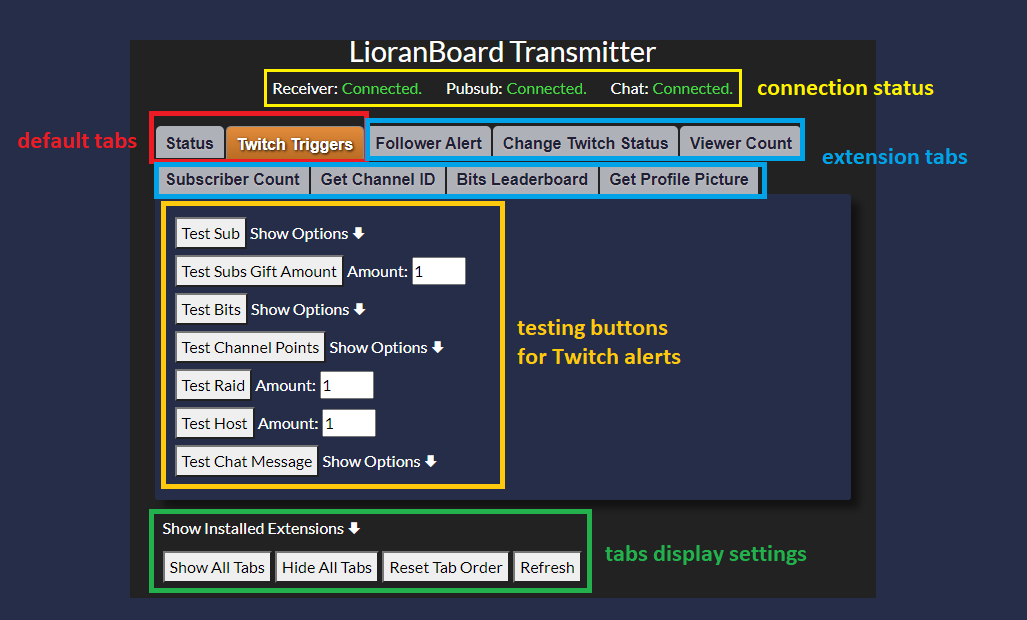 LioranBoard Transmitter
Receiver: Connected. Pubsub: Connected. Chat: Connected.
connection status
default tabs
Status Twitch Triggers Follower Alert Change Twitch Status Viewer Count
extension tabs
Subscriber Count Get Channel ID Bits Leaderboard Get Profile Picture
Test Sub Show Options 🡇
Test Subs Gift Amount Amount: 1
Test Bits Show Options 🡇
testing buttons
for Twitch alerts
Test Channel Points Show Options 🡇
Test Raid Amount: 1
Test Host Amount: 1
Test Chat Message Show Options 🡇
Show Installed Extensions 🡇
tabs display settings
Show All Tabs Hide All Tabs Reset Tab Order Refresh